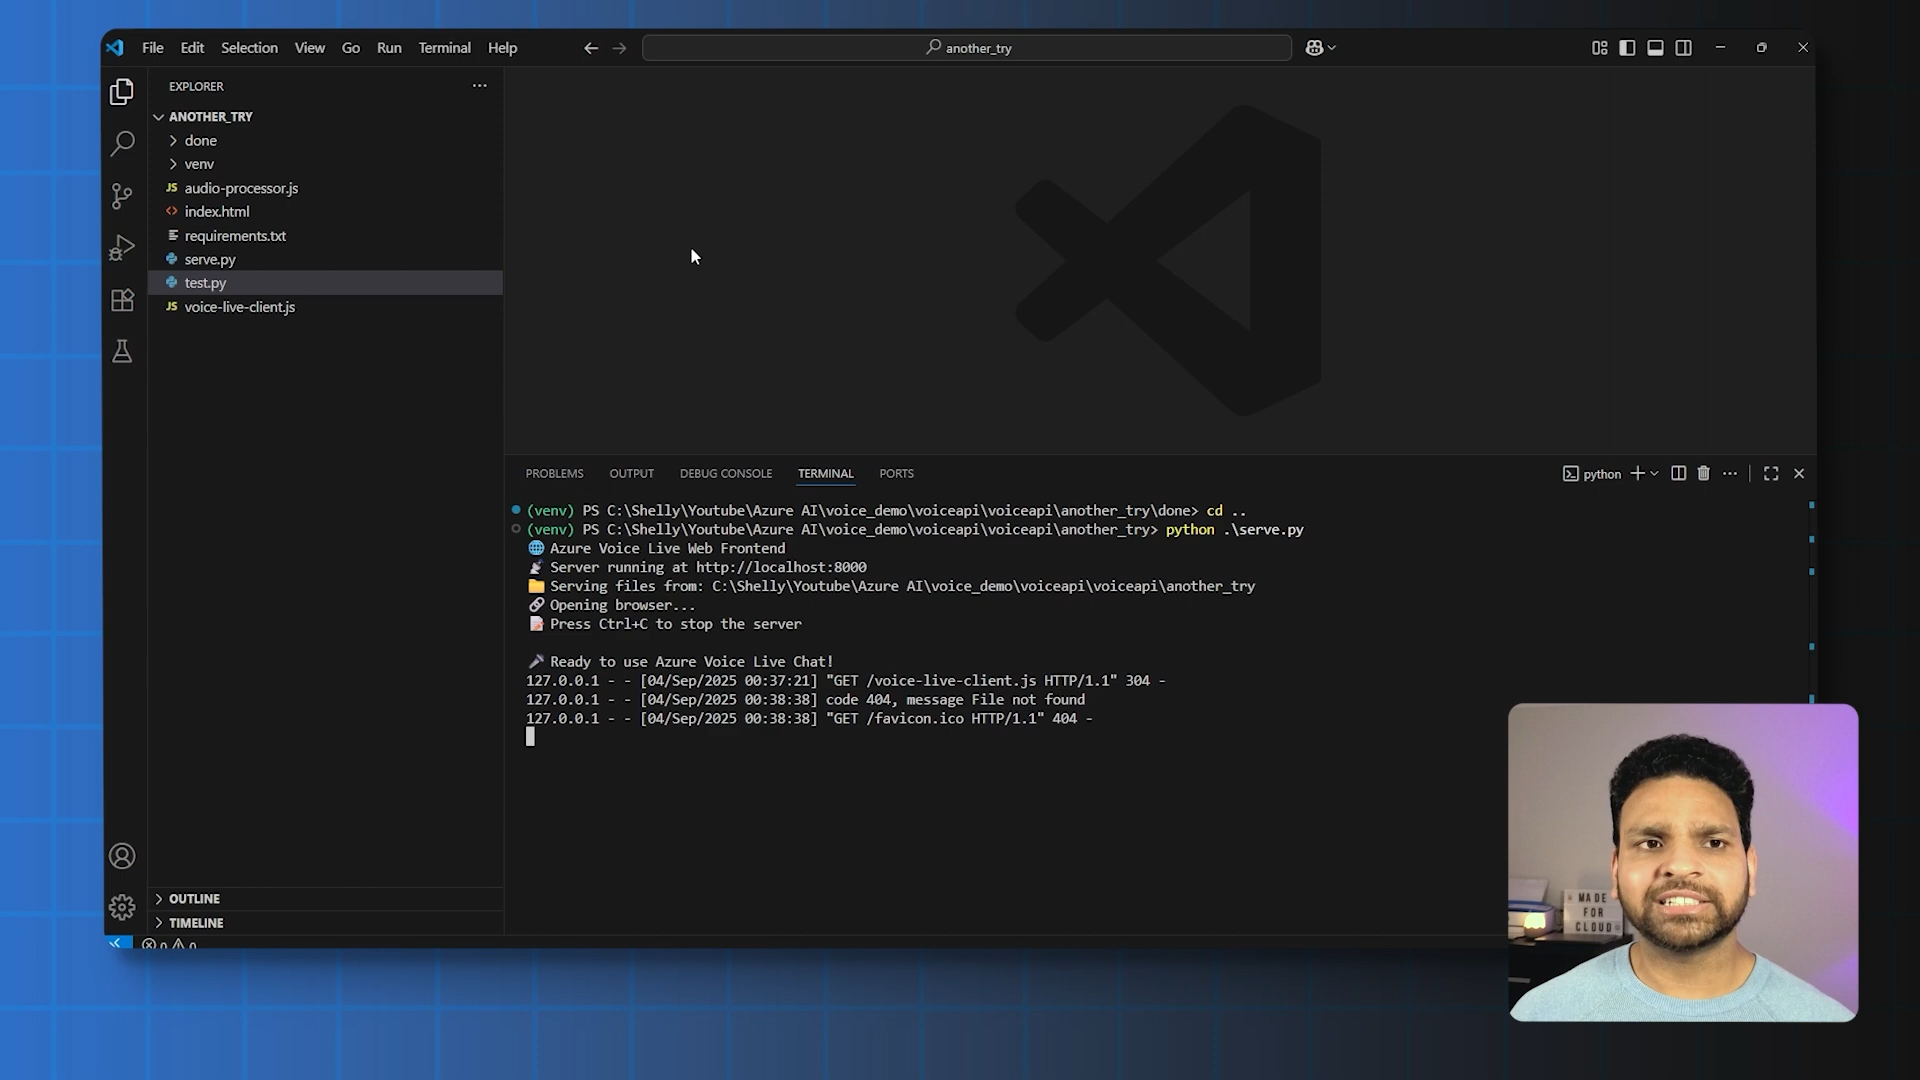 File Edit Selection View Go Run Terminal Help
another_try
EXPLORER
ANOTHER_TRY
done
venv
JS audio-processor.js
<> index.html
requirements.txt
serve.py
test.py
JS voice-live-client.js
OUTLINE
TIMELINE
0 0
PROBLEMS OUTPUT DEBUG CONSOLE TERMINAL PORTS
python
(venv) PS C:\Shelly\Youtube\Azure AI\voice_demo\voiceapi\voiceapi\another_try\done> cd ..
(venv) PS C:\Shelly\Youtube\Azure AI\voice_demo\voiceapi\voiceapi\another_try> python .\serve.py
🌐 Azure Voice Live Web Frontend
📡 Server running at http://localhost:8000
📁 Serving files from: C:\Shelly\Youtube\Azure AI\voice_demo\voiceapi\voiceapi\another_try
🔗 Opening browser...
📝 Press Ctrl+C to stop the server
🎤 Ready to use Azure Voice Live Chat!
127.0.0.1 - - [04/Sep/2025 00:37:21] "GET /voice-live-client.js HTTP/1.1" 304 -
127.0.0.1 - - [04/Sep/2025 00:38:38] code 404, message File not found
127.0.0.1 - - [04/Sep/2025 00:38:38] "GET /favicon.ico HTTP/1.1" 404 -
MADE
FOR
CLOUD